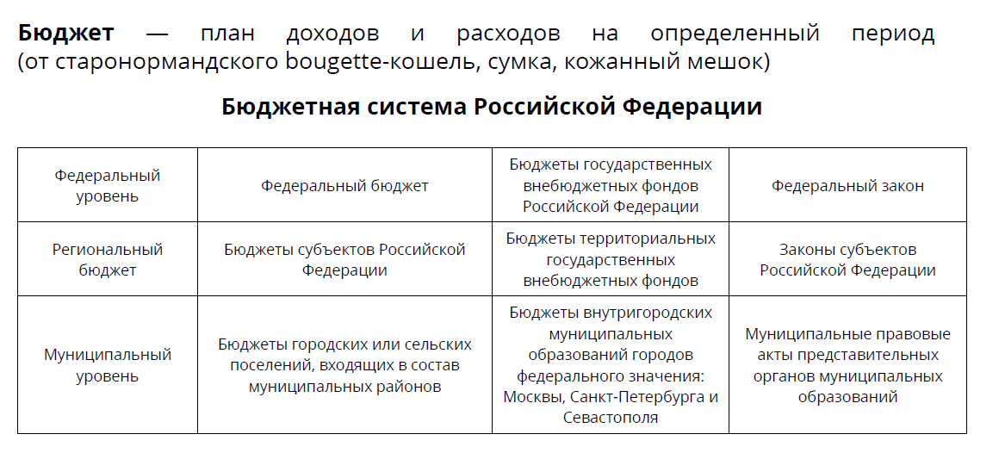 Бюджет — план доходов и расходов на определенный период
(от старонормандского bougette-кошель, сумка, кожанный мешок)
Бюджетная система Российской Федерации
Федеральный
уровень
Федеральный бюджет
Бюджеты государственных
внебюджетных фондов
Российской Федерации
Федеральный закон
Региональный
бюджет
Бюджеты субъектов Российской
Федерации
Бюджеты территориальных
государственных
внебюджетных фондов
Законы субъектов
Российской Федерации
Муниципальный
уровень
Бюджеты городских или сельских
поселений, входящих в состав
муниципальных районов
Бюджеты внутригородских
муниципальных
образований городов
федерального значения:
Москвы, Санкт-Петербурга и
Севастополя
Муниципальные правовые
акты представительных
органов муниципальных
образований